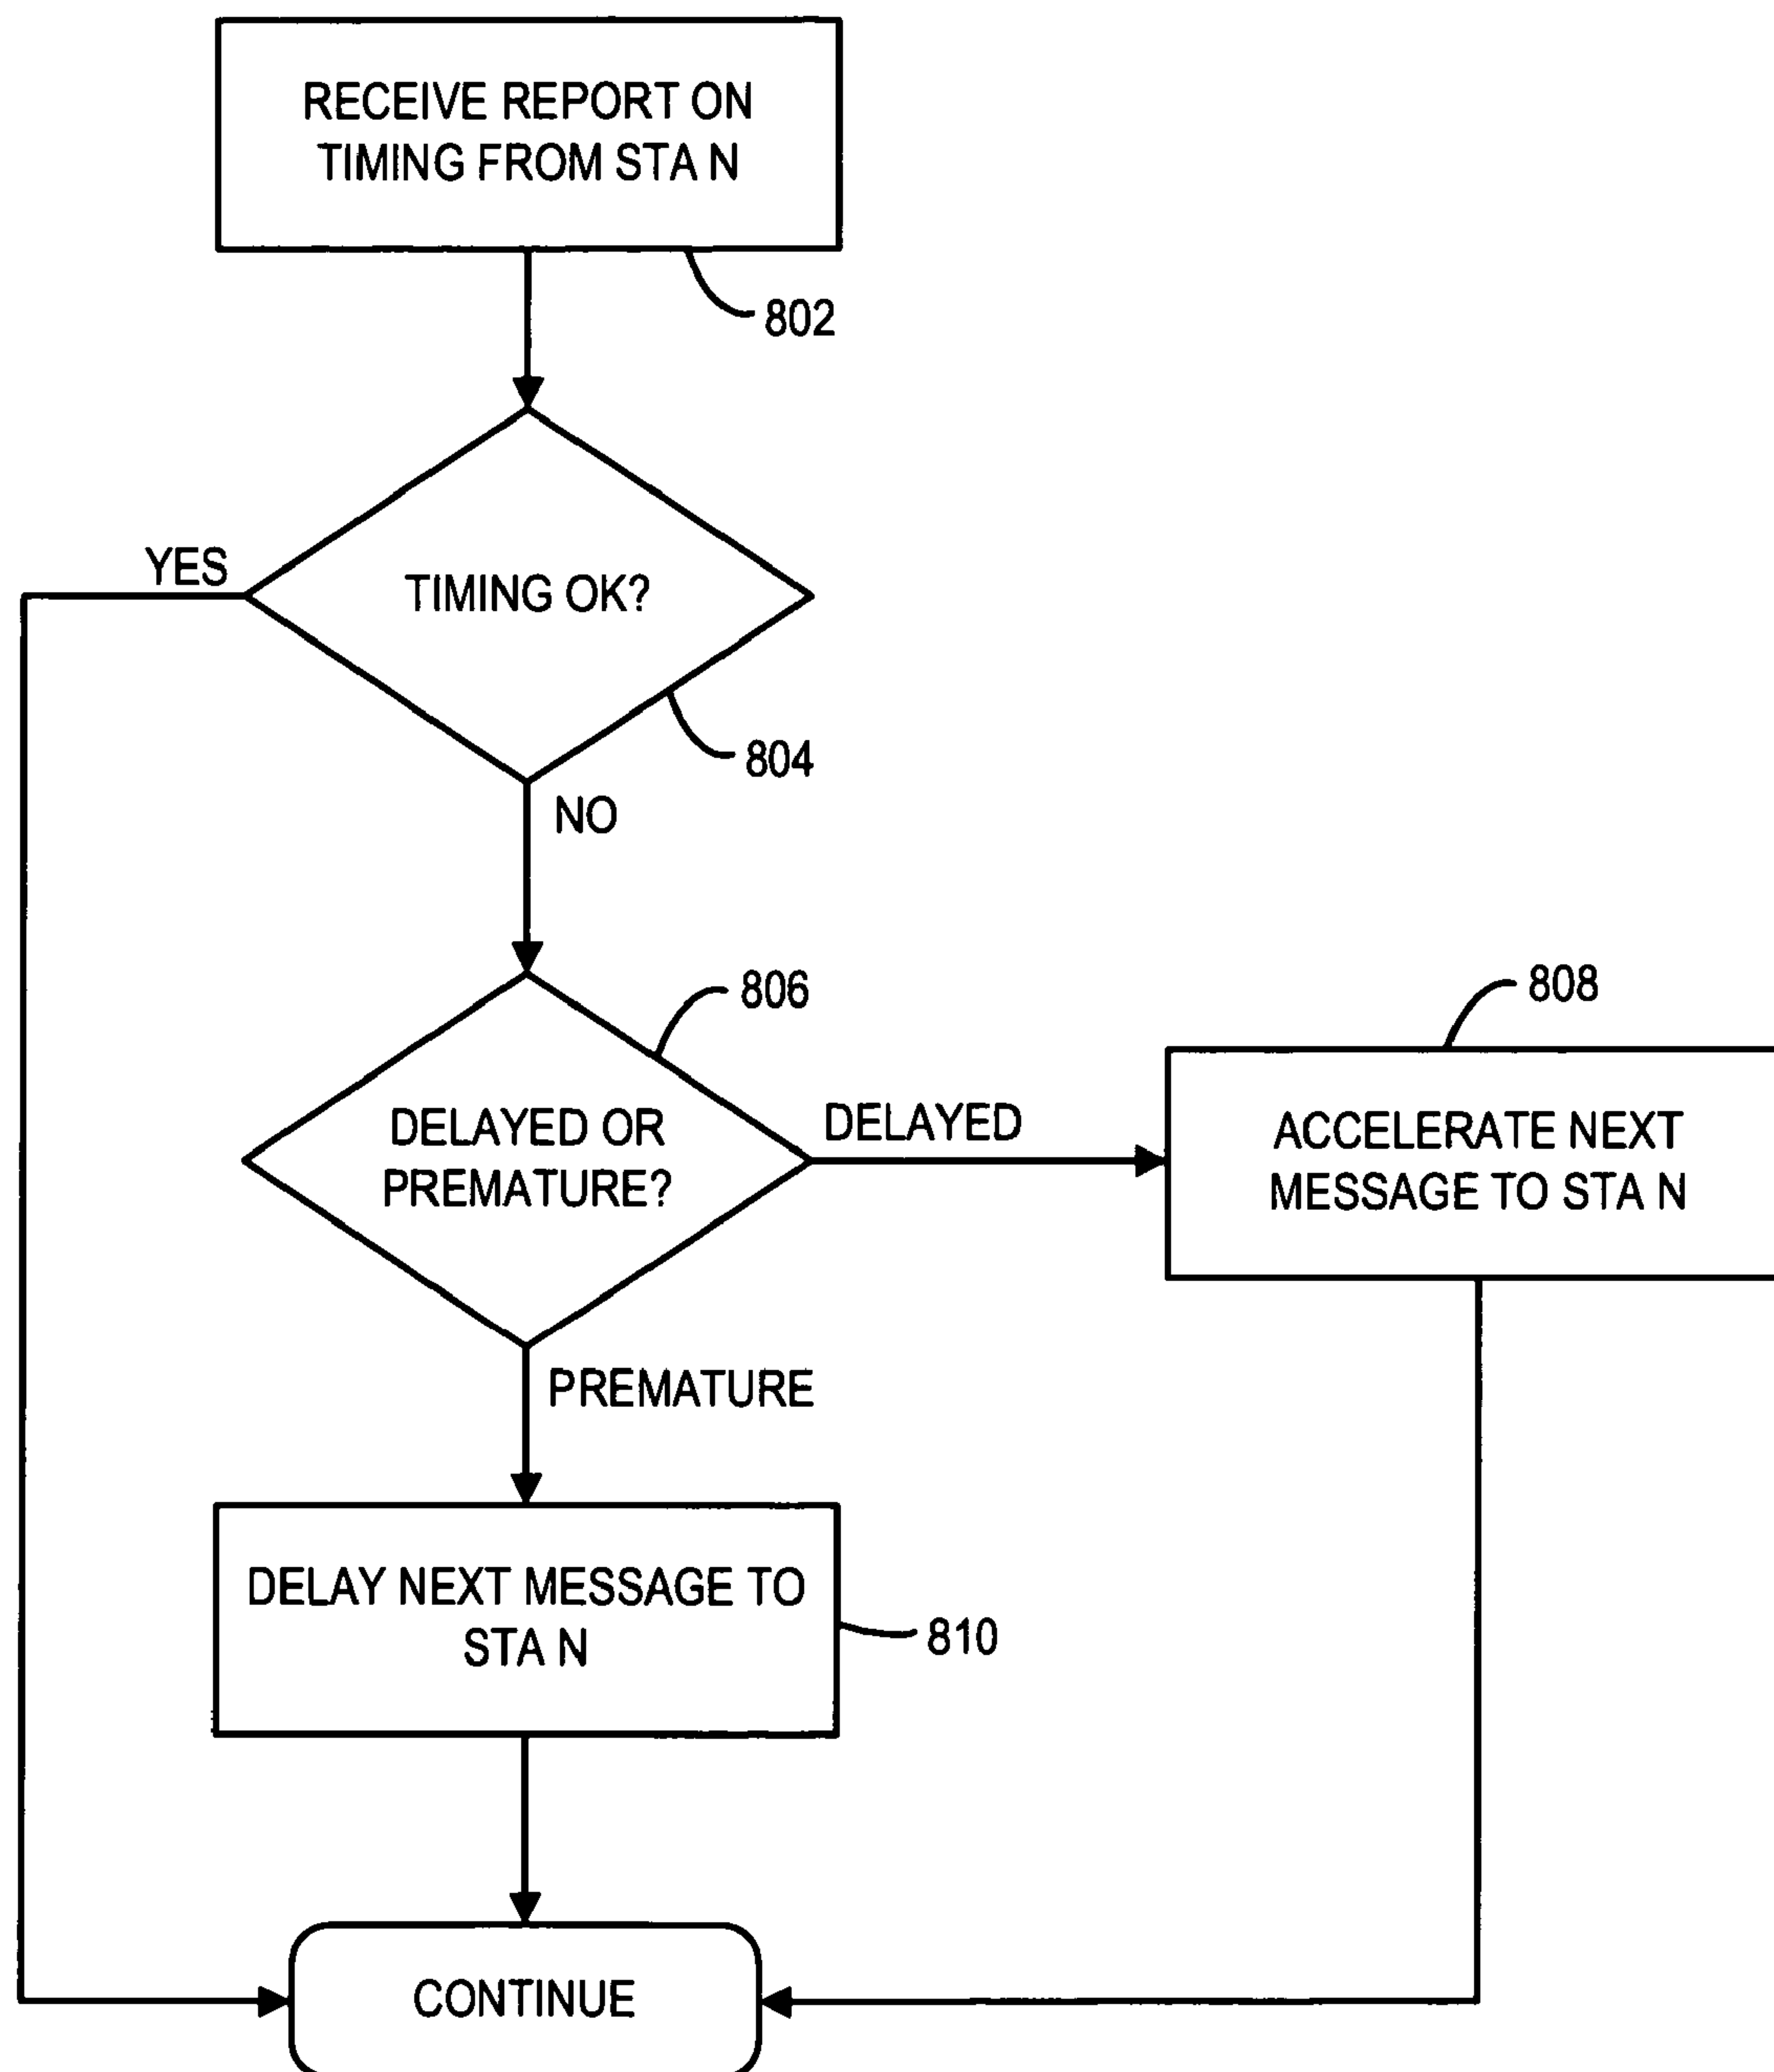 RECEIVE REPORT ON
TIMING FROM STA N
802
YES
TIMING OK?
804
NO
806
808
DELAYED OR
PREMATURE?
DELAYED
ACCELERATE NEXT
MESSAGE TO STA N
PREMATURE
DELAY NEXT MESSAGE TO
STA N
810
CONTINUE